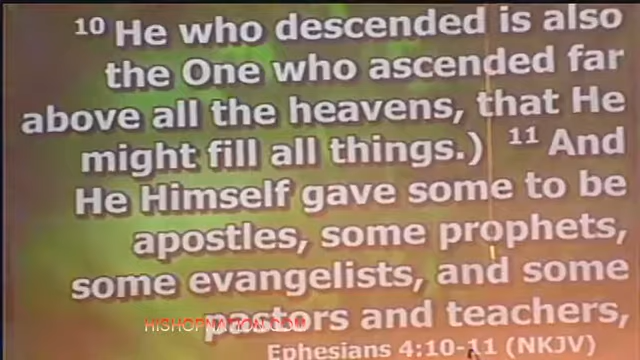 10 He who descended is also
the One who ascended far
above all the heavens, that He
might fill all things.) 11 And
He Himself gave some to be
apostles, some prophets,
some evangelists, and some
pastors and teachers,
HISHOPNATION.COM
Ephesians 4:10-11 (NKJV)